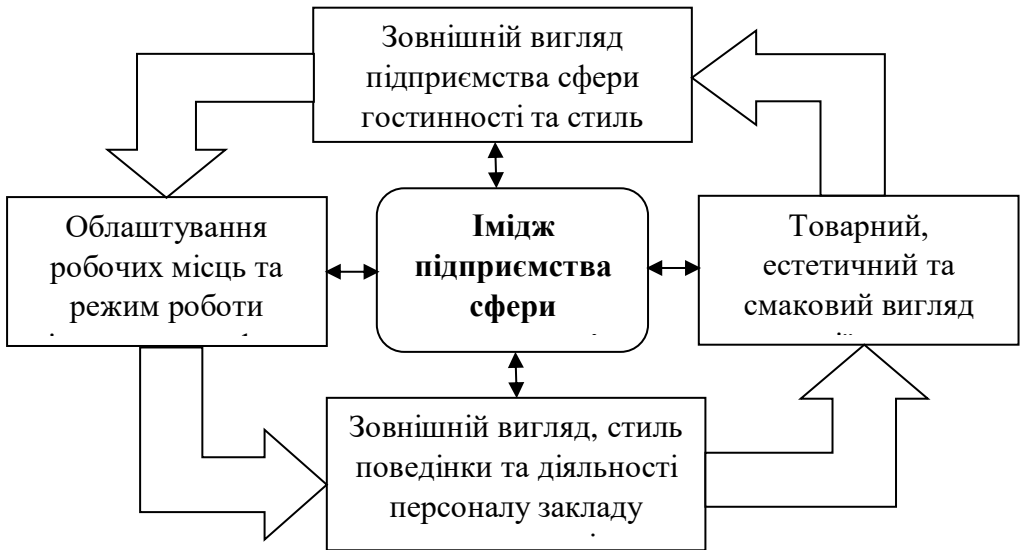 Зовнішній вигляд
підприємства сфери
гостинності та стиль
Облаштування
робочих місць та
режим роботи
Імідж
підприємства
сфери
Товарний,
естетичний та
смаковий вигляд
Зовнішній вигляд, стиль
поведінки та діяльності
персоналу закладу